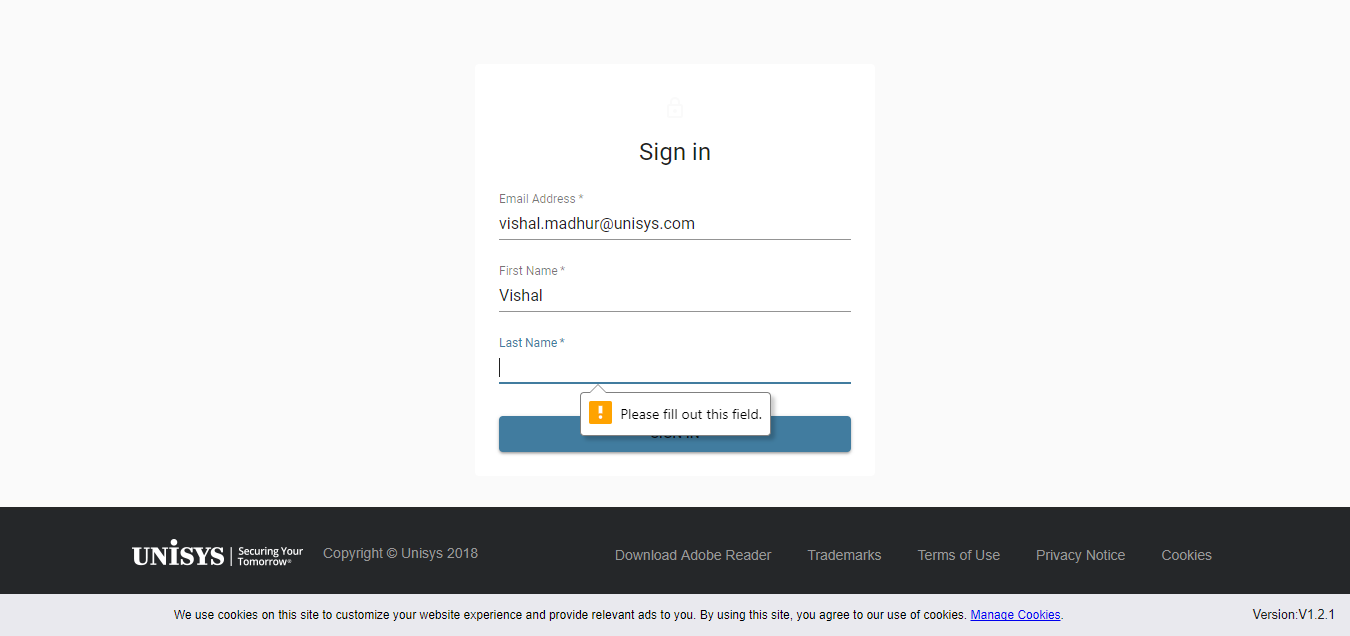 Sign in
Email Address *
vishal.madhur@unisys.com
First Name *
Vishal
Last Name *
Please fill out this field.
UNiSYS | Securing Your
Tomorrow®
Copyright © Unisys 2018
Download Adobe Reader Trademarks Terms of Use Privacy Notice Cookies
We use cookies on this site to customize your website experience and provide relevant ads to you. By using this site, you agree to our use of cookies. Manage Cookies.
Version:V1.2.1